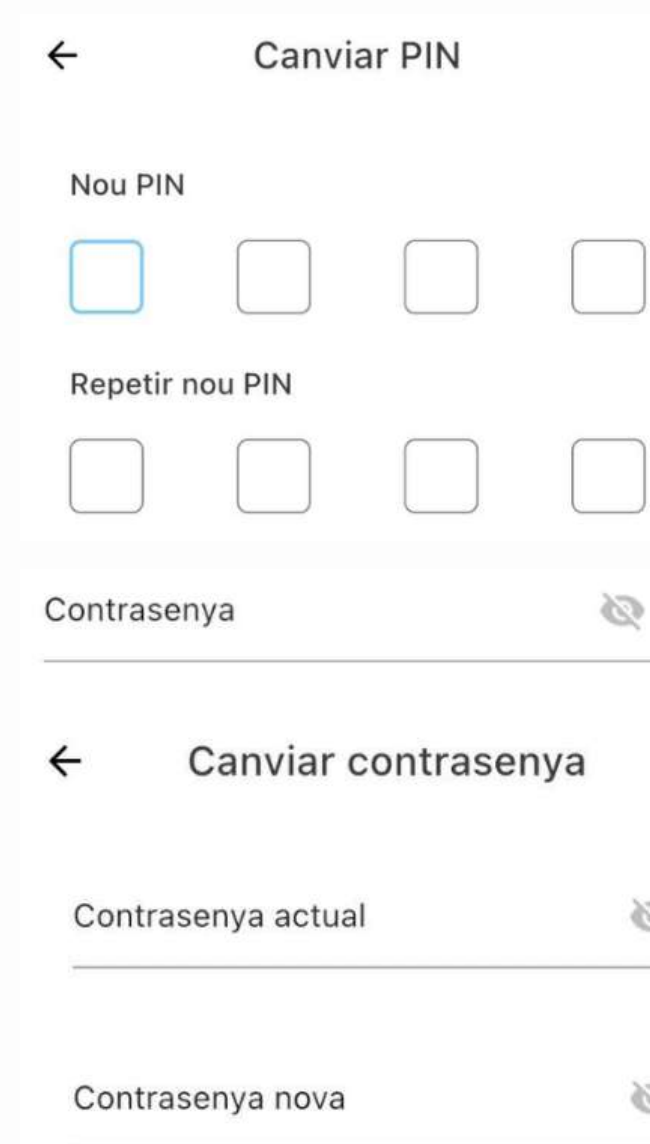 Canviar PIN
Nou PIN
Repetir nou PIN
Contrasenya
Canviar contrasenya
Contrasenya actual
Contrasenya nova